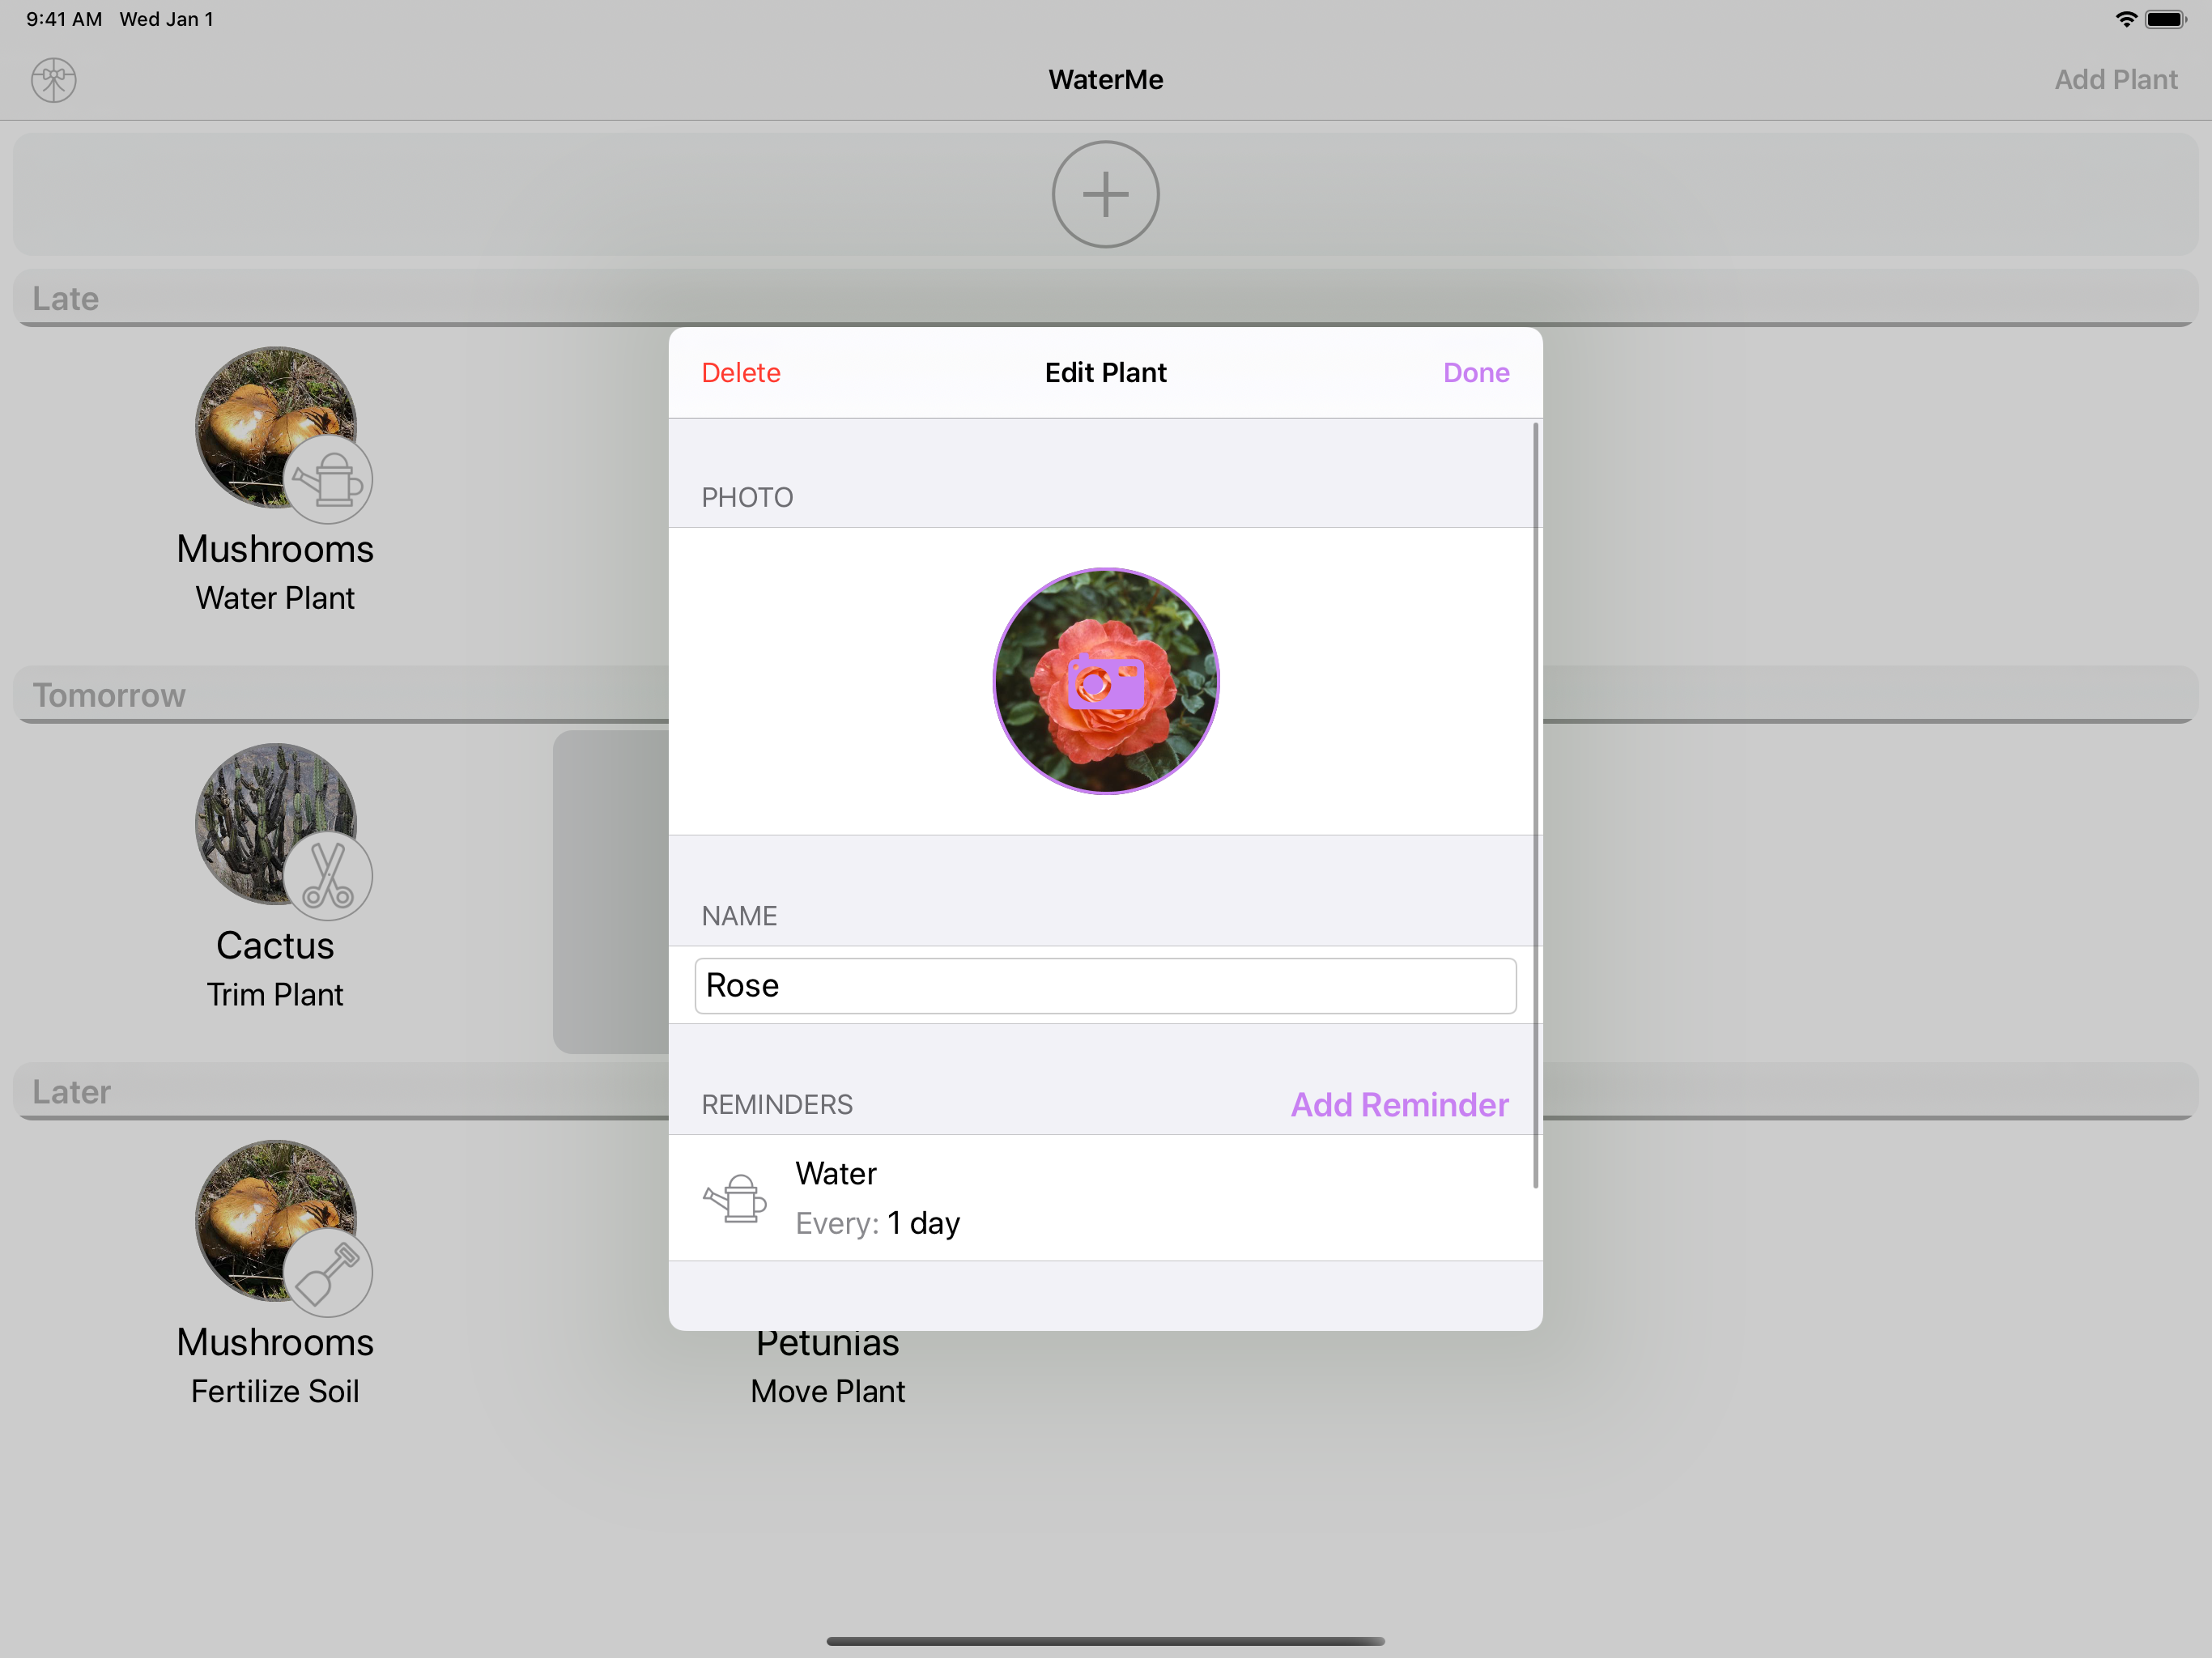 9:41 AM Wed Jan 1
WaterMe
Add Plant
Late
Mushrooms
Water Plant
Tomorrow
Cactus
Trim Plant
Later
Mushrooms
Fertilize Soil
Petunias
Move Plant
Delete
Edit Plant
Done
PHOTO
NAME
Rose
REMINDERS
Add Reminder
Water
Every: 1 day